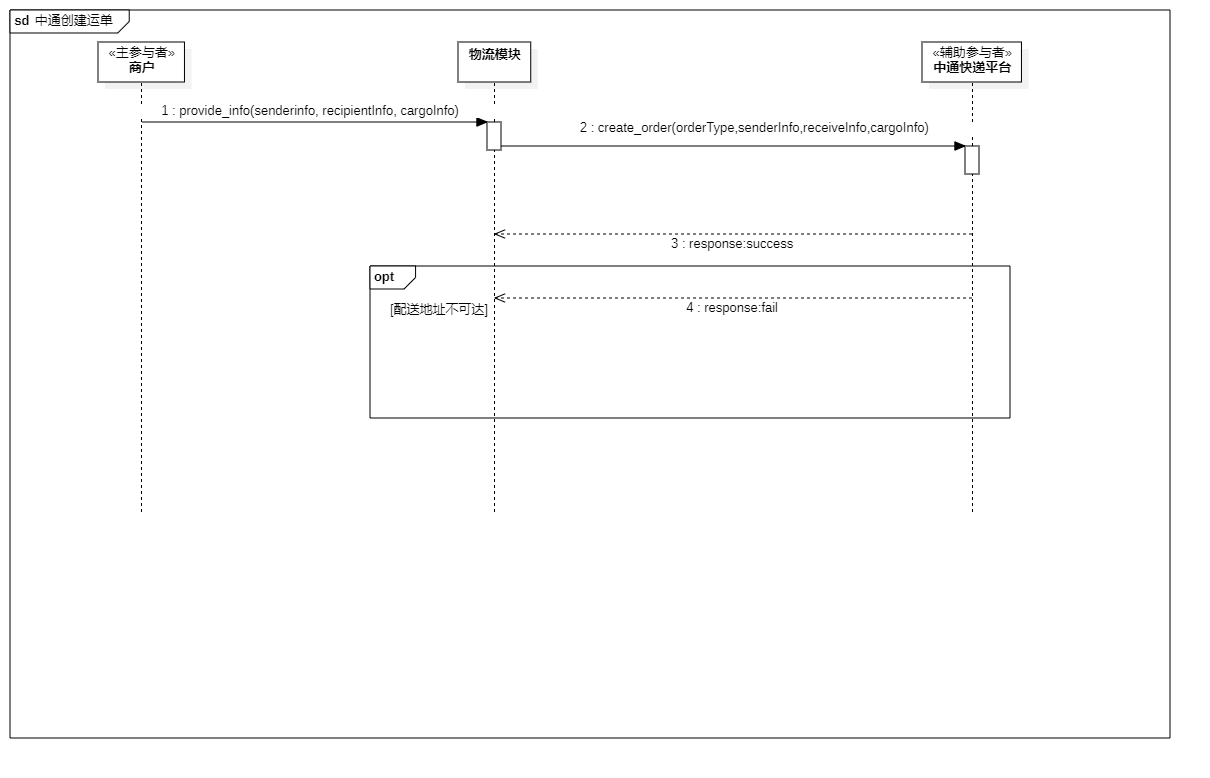 sd 中通创建运单
«主参与者»
商户
物流模块
«辅助参与者»
中通快递平台
1 : provide_info(senderinfo, recipientInfo, cargoInfo)
2 : create_order(orderType,senderInfo,receiveInfo,cargoInfo)
3 : response:success
opt
[配送地址不可达]
4 : response:fail